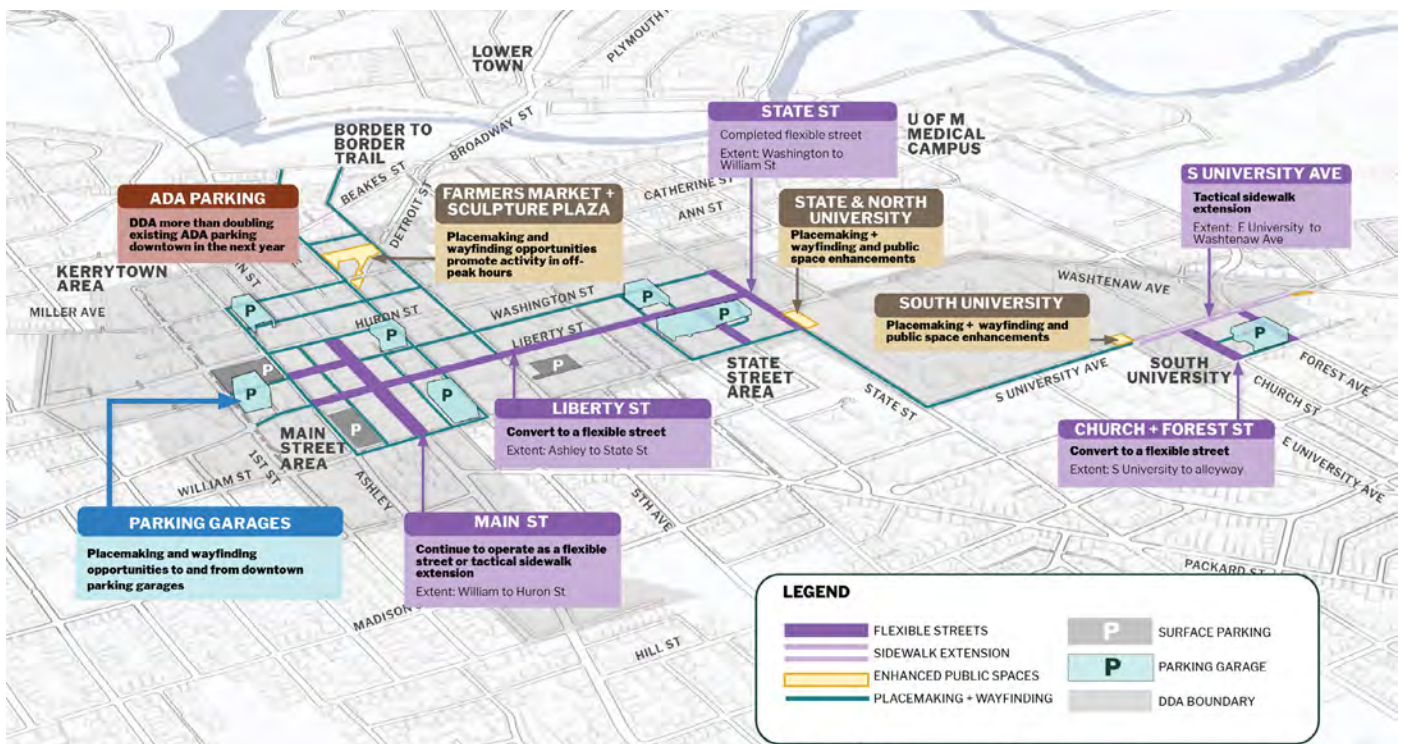 LOWER
TOWN
PLYMOUTH
BROADWAY ST
BORDER TO
BORDER
TRAIL
BEAKES ST
DETROIT ST
STATE ST
Completed flexible street
Extent: Washington to
William St
U OF M
MEDICAL
CAMPUS
CATHERINE ST
ANN ST
ADA PARKING
DDA more than doubling
existing ADA parking
downtown in the next year
FARMERS MARKET +
SCULPTURE PLAZA
Placemaking and
wayfinding opportunities
promote activity in off-
peak hours
STATE & NORTH
UNIVERSITY
Placemaking +
wayfinding and public
space enhancements
S UNIVERSITY AVE
Tactical sidewalk
extension
Extent: E University to
Washtenaw Ave
KERRYTOWN
AREA
MILLER AVE
ST
HURON ST
WASHINGTON ST
LIBERTY ST
WASHTENAW AVE
SOUTH UNIVERSITY
Placemaking + wayfinding and
public space enhancements
P
P
P
P
P
P
P
P
P
P
STATE
STREET
AREA
STATE ST
S UNIVERSITY AVE
SOUTH
UNIVERSITY
FOREST AVE
CHURCH ST
E UNIVERSITY AVE
LIBERTY ST
Convert to a flexible street
Extent: Ashley to State St
CHURCH + FOREST ST
Convert to a flexible street
Extent: S University to alleyway
MAIN
STREET
AREA
WILLIAM ST
1ST ST
ASHLEY
5TH AVE
PARKING GARAGES
Placemaking and wayfinding
opportunities to and from downtown
parking garages
MAIN ST
Continue to operate as a flexible
street or tactical sidewalk
extension
Extent: William to Huron St
MADISON
HILL ST
PACKARD ST
LEGEND
FLEXIBLE STREETS
SIDEWALK EXTENSION
ENHANCED PUBLIC SPACES
PLACEMAKING + WAYFINDING
P SURFACE PARKING
P PARKING GARAGE
DDA BOUNDARY